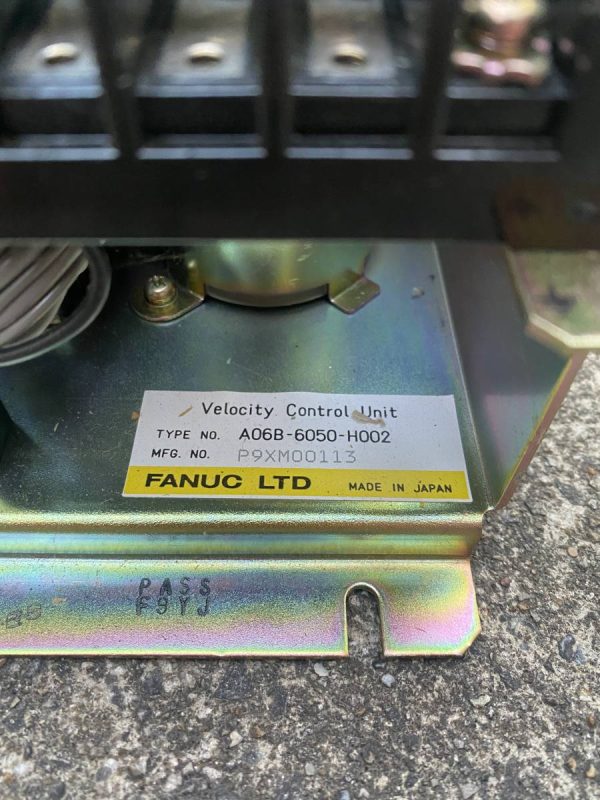 Velocity Control Unit
TYPE NO. A06B-6050-H002
MFG. NO. P9XM00113
FANUC LTD MADE IN JAPAN
PASS